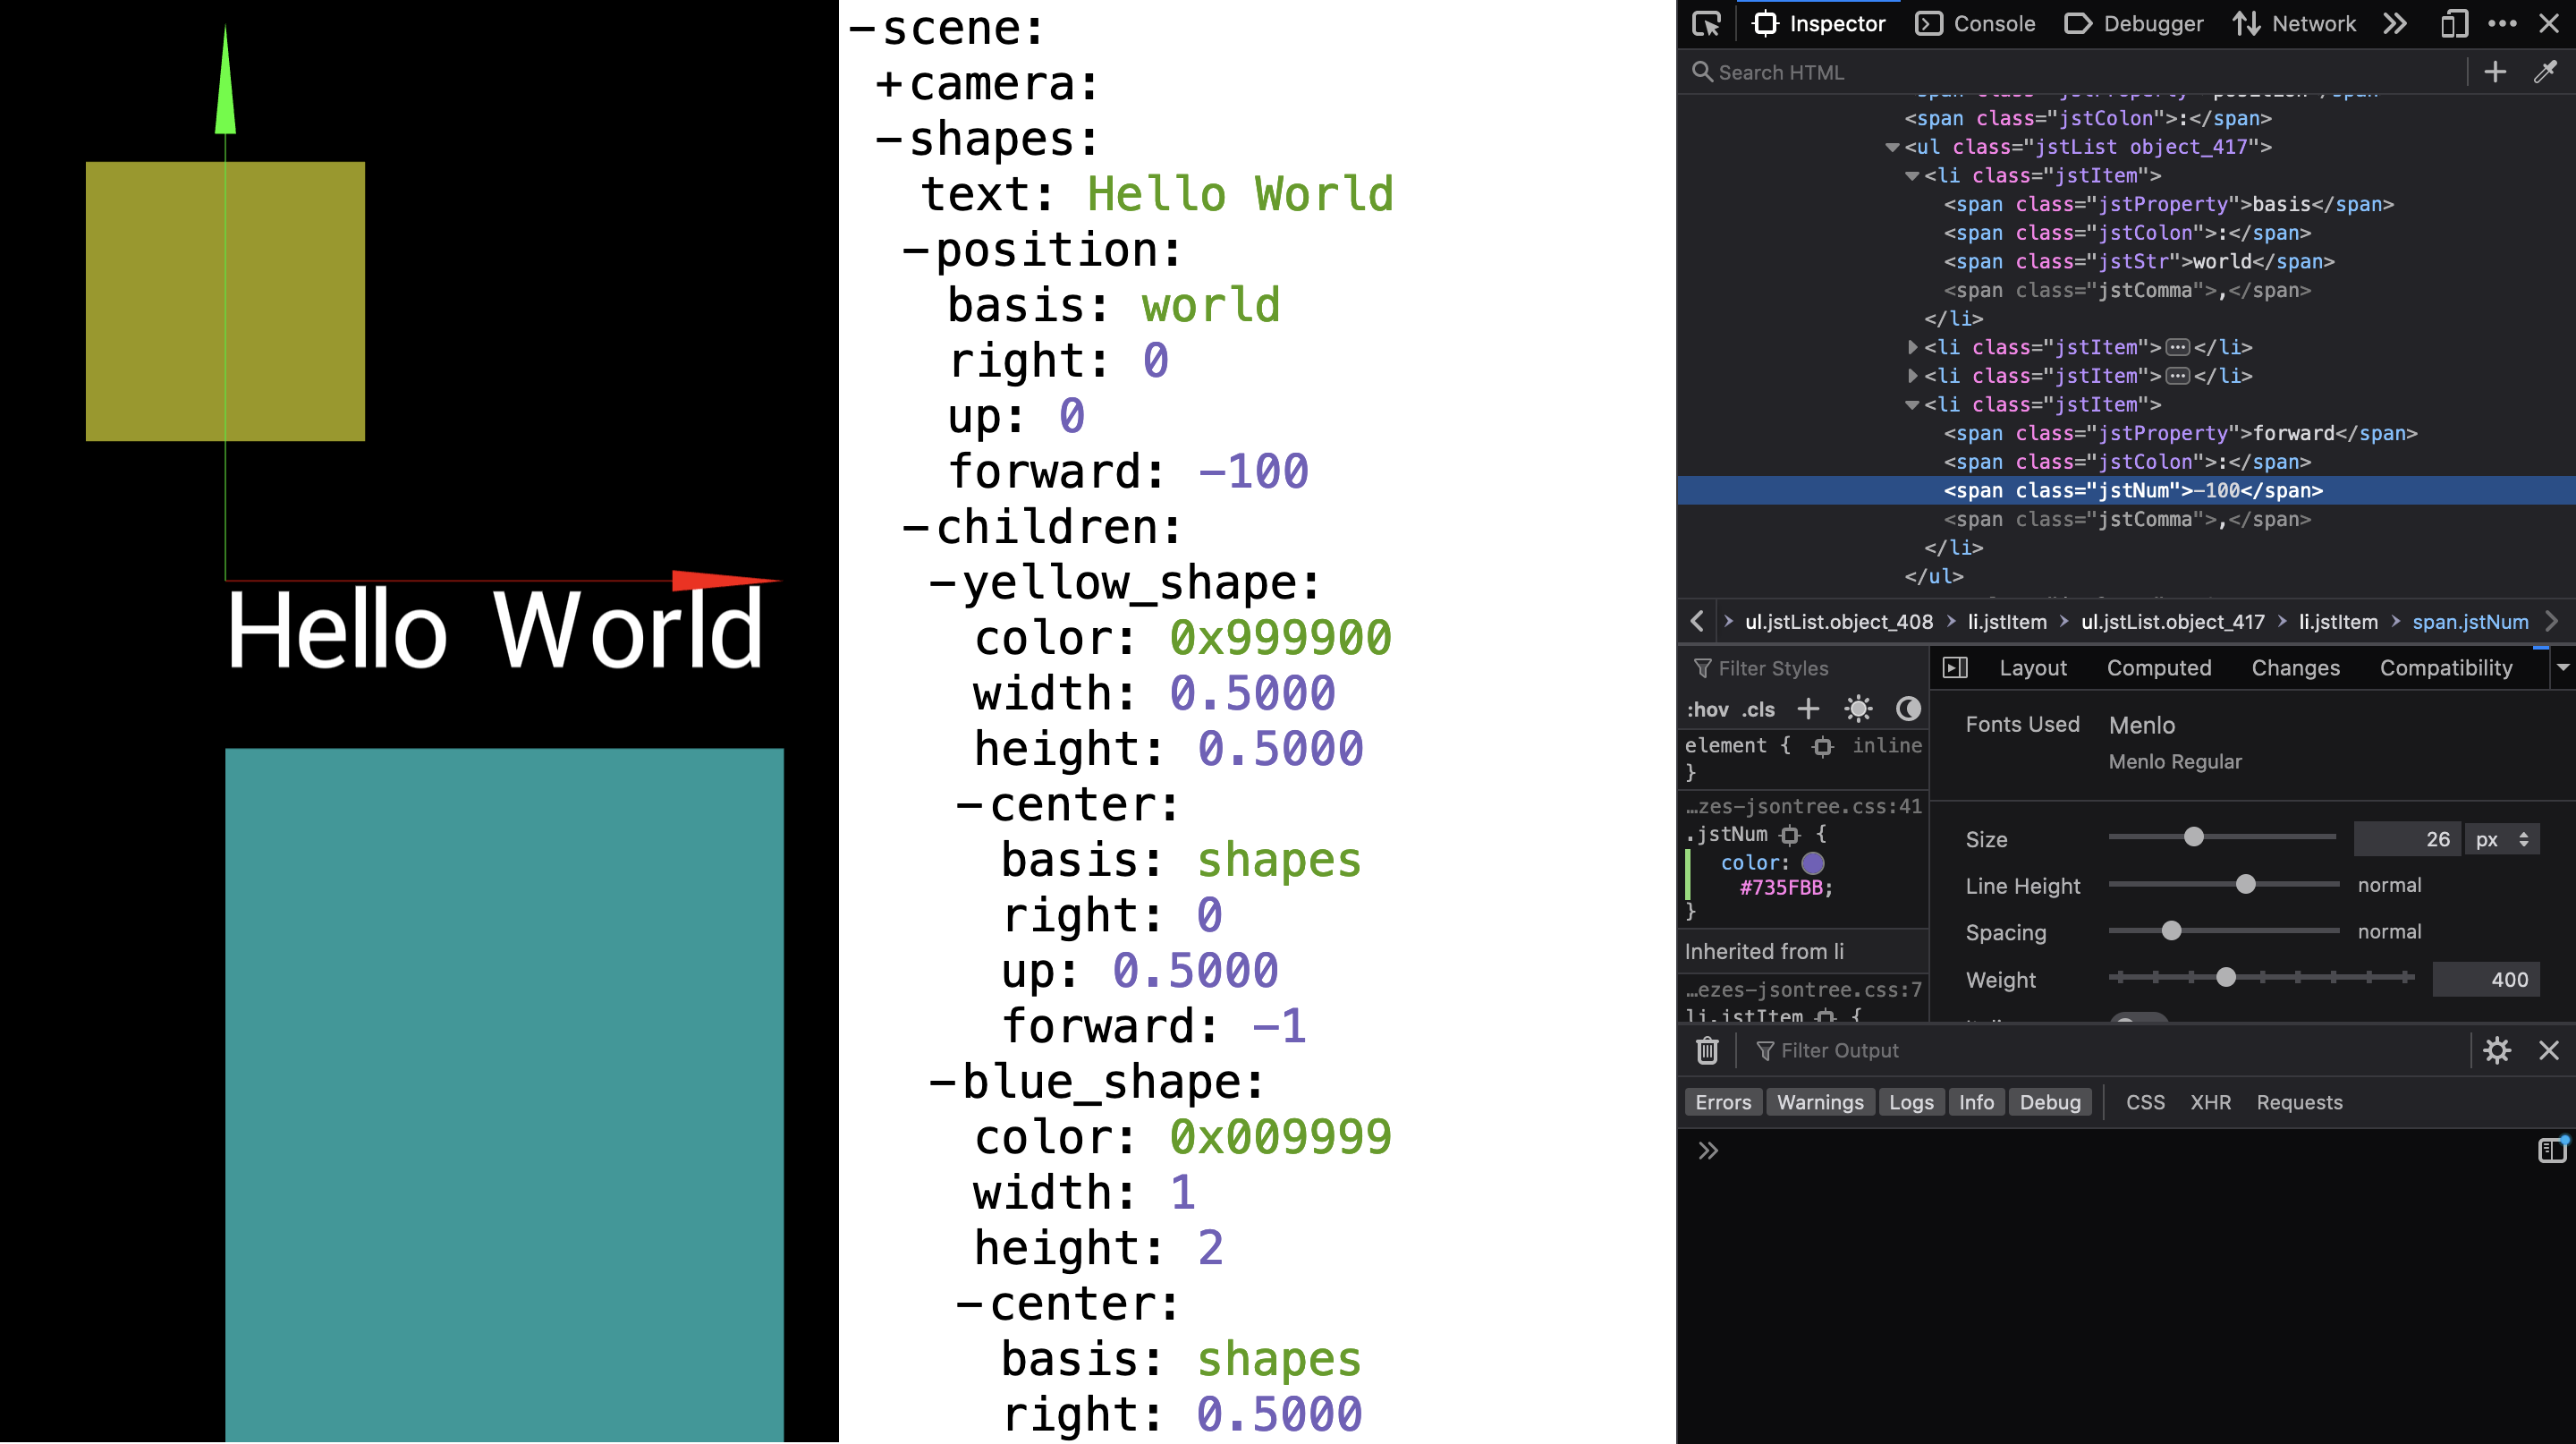 Hello World
−scene:
+camera:
−shapes:
text: Hello World
−position:
basis: world
right: 0
up: 0
forward: −100
−children:
−yellow_shape:
color: 0x999900
width: 0.5000
height: 0.5000
−center:
basis: shapes
right: 0
up: 0.5000
forward: −1
−blue_shape:
color: 0x009999
width: 1
height: 2
−center:
basis: shapes
right: 0.5000
Inspector Console Debugger Network
Search HTML
<span class="jstColon">:</span>
<ul class="jstList object_417">
<li class="jstItem">
<span class="jstProperty">basis</span>
<span class="jstColon">:</span>
<span class="jstStr">world</span>
<span class="jstComma">,</span>
</li>
<li class="jstItem"></li>
<li class="jstItem"></li>
<li class="jstItem">
<span class="jstProperty">forward</span>
<span class="jstColon">:</span>
<span class="jstNum">−100</span>
<span class="jstComma">,</span>
</li>
</ul>
ul.jstList.object_408 li.jstItem ul.jstList.object_417 li.jstItem span.jstNum
Filter Styles
:hov .cls
element { inline
}
…zes-jsontree.css:41
.jstNum {
color:
#735FBB;
}
Inherited from li
…ezes-jsontree.css:7
li.jstItem {
Layout Computed Changes Compatibility
Fonts Used Menlo
Menlo Regular
Size 26 px
Line Height normal
Spacing normal
Weight 400
Filter Output
Errors Warnings Logs Info Debug CSS XHR Requests